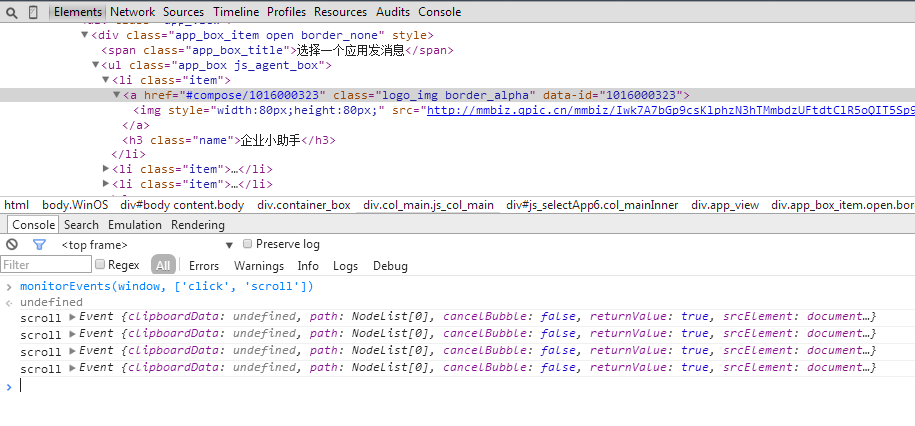 Elements Network Sources Timeline Profiles Resources Audits Console
<div class="app_box_item open border_none" style>
<span class="app_box_title">选择一个应用发消息</span>
<ul class="app_box js_agent_box">
<li class="item">
<a href="#compose/1016000323" class="logo_img border_alpha" data-id="1016000323">
<img style="width:80px;height:80px;" src="http://mmbiz.qpic.cn/mmbiz/Iwk7A7bGp9csKlphzN3hTMmbdzUFtdtClR5oQIT5Sp9
</a>
<h3 class="name">企业小助手</h3>
</li>
<li class="item">…</li>
<li class="item">…</li>
html body.WinOS div#body content.body div.container_box div.col_main.js_col_main div#js_selectApp6.col_mainInner div.app_view div.app_box_item.open.bor
Console Search Emulation Rendering
<top frame> Preserve log
Filter Regex All Errors Warnings Info Logs Debug
monitorEvents(window, ['click', 'scroll'])
undefined
scroll Event {clipboardData: undefined, path: NodeList[0], cancelBubble: false, returnValue: true, srcElement: document…}
scroll Event {clipboardData: undefined, path: NodeList[0], cancelBubble: false, returnValue: true, srcElement: document…}
scroll Event {clipboardData: undefined, path: NodeList[0], cancelBubble: false, returnValue: true, srcElement: document…}
scroll Event {clipboardData: undefined, path: NodeList[0], cancelBubble: false, returnValue: true, srcElement: document…}